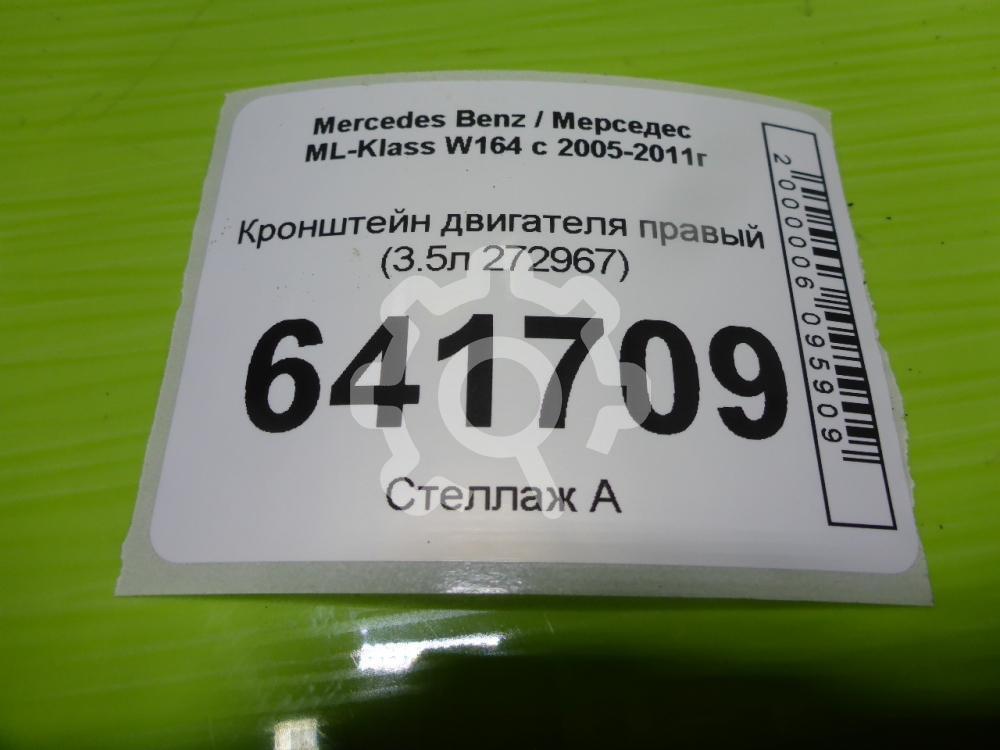 Mercedes Benz / Мерседес
ML-Klass W164 с 2005-2011г
Кронштейн двигателя правый
(3.5л 272967)
641709
Стеллаж А
2000006095909